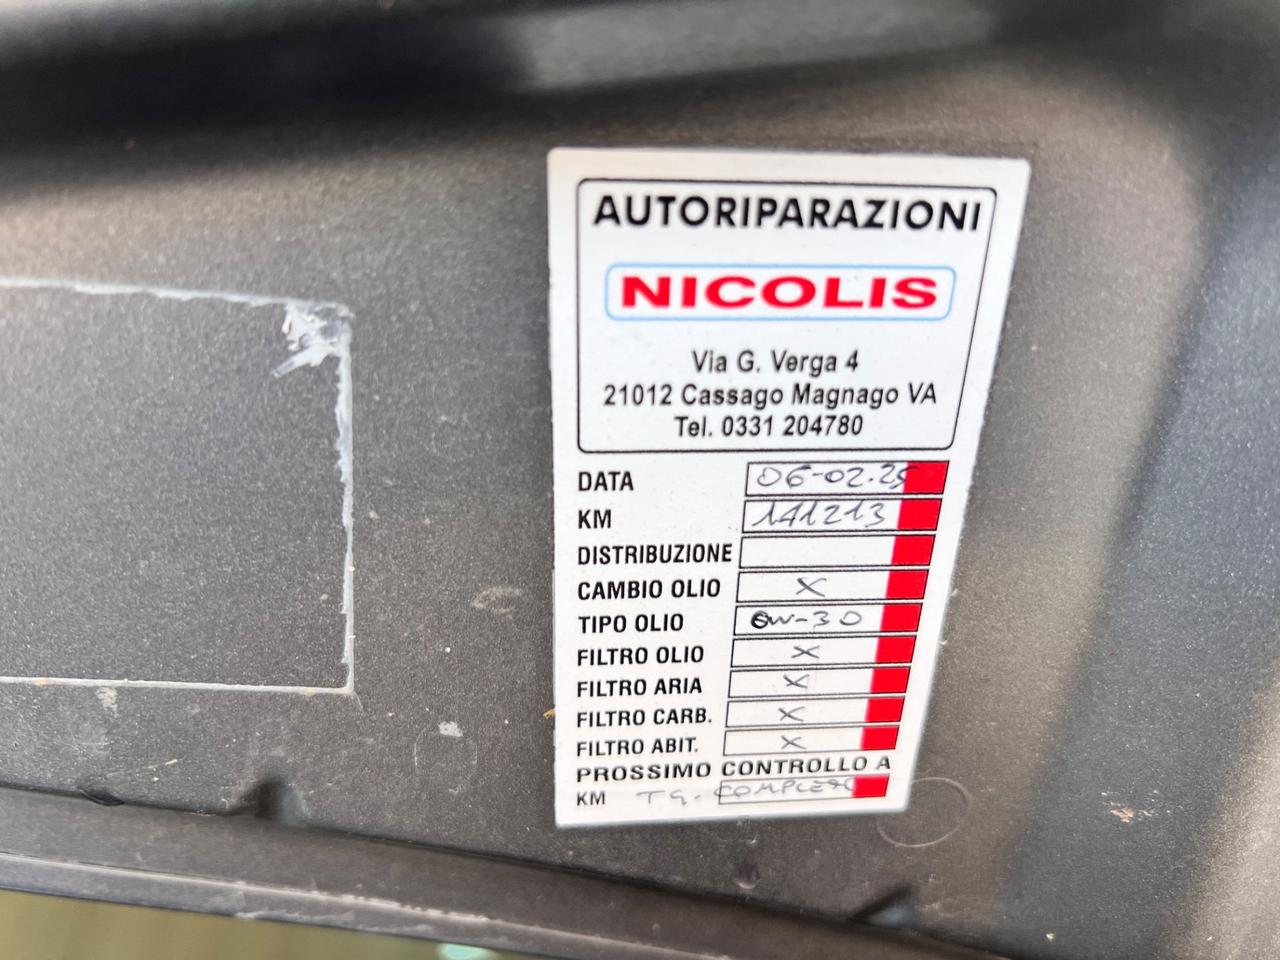 AUTORIPARAZIONI
NICOLIS
Via G. Verga 4
21012 Cassago Magnago VA
Tel. 0331 204780
DATA 06-02.25
KM 141213
DISTRIBUZIONE
CAMBIO OLIO X
TIPO OLIO 0W-30
FILTRO OLIO X
FILTRO ARIA X
FILTRO CARB. X
FILTRO ABIT. X
PROSSIMO CONTROLLO A
KM